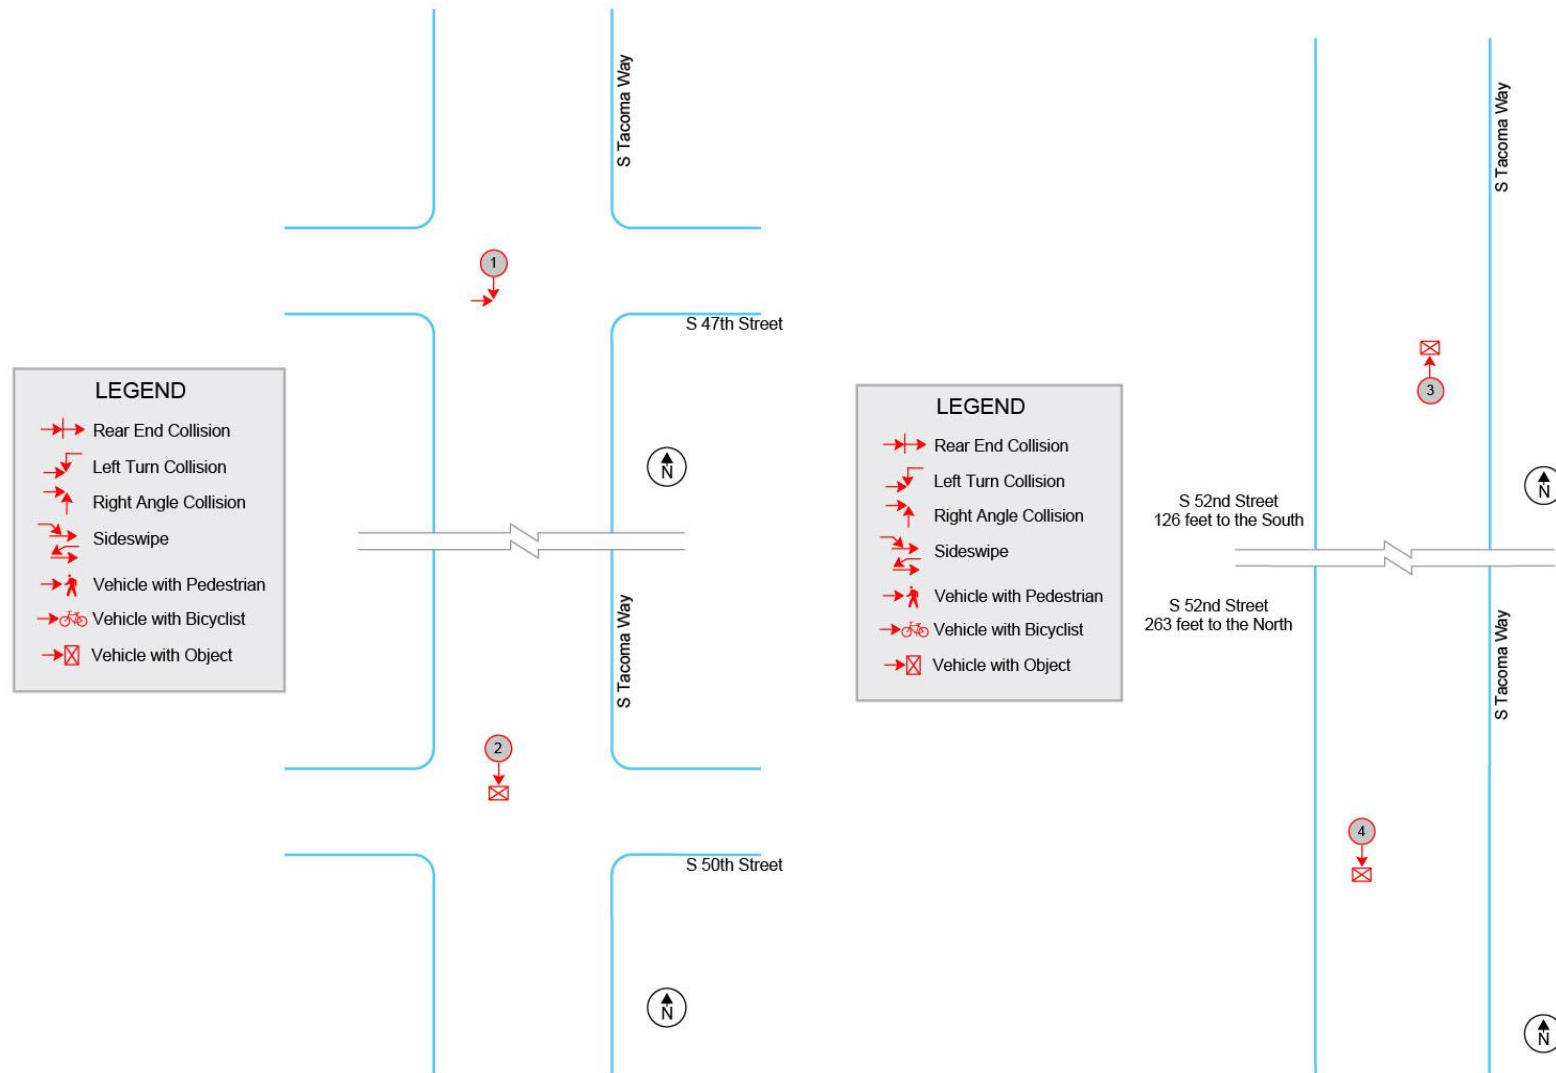 S Tacoma Way
1
S 47th Street
LEGEND
Rear End Collision
Left Turn Collision
Right Angle Collision
Sideswipe
Vehicle with Pedestrian
Vehicle with Bicyclist
Vehicle with Object
N
S Tacoma Way
2
S 50th Street
N
S Tacoma Way
3
LEGEND
Rear End Collision
Left Turn Collision
Right Angle Collision
Sideswipe
Vehicle with Pedestrian
Vehicle with Bicyclist
Vehicle with Object
N
S 52nd Street
126 feet to the South
S 52nd Street
263 feet to the North
S Tacoma Way
4
N